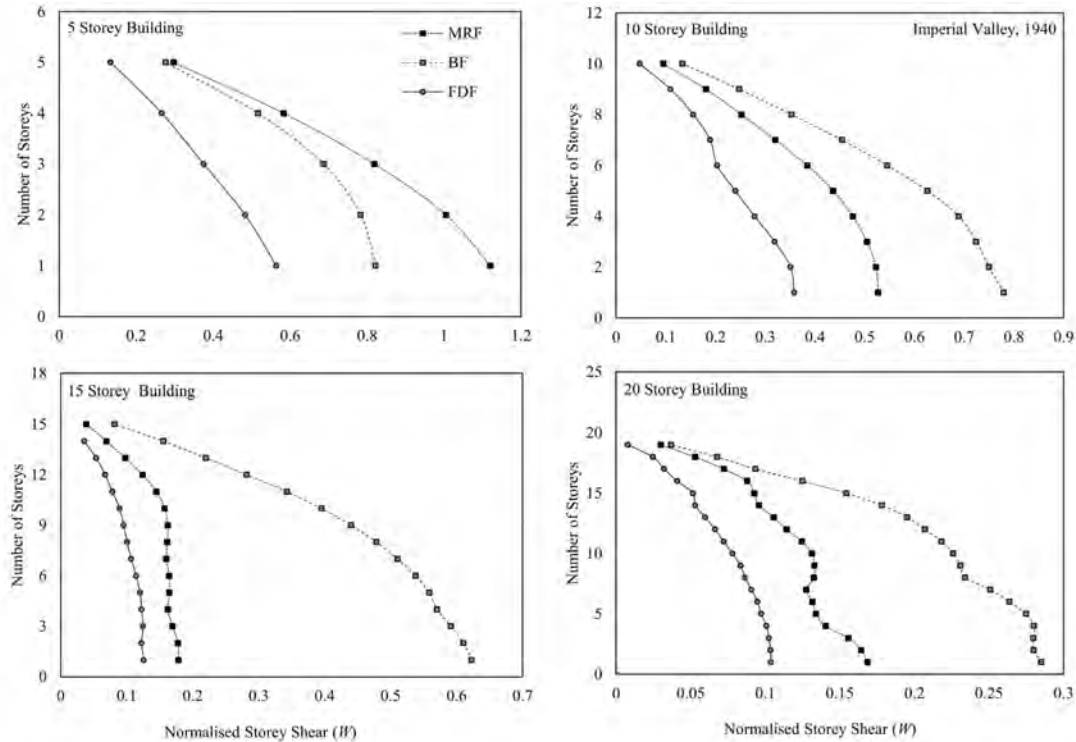 5 Storey Building
MRF
BF
FDF
Number of Storeys
6
5
4
3
2
1
0
0 0.2 0.4 0.6 0.8 1 1.2
10 Storey Building Imperial Valley, 1940
Number of Storeys
12
10
8
6
4
2
0
0 0.1 0.2 0.3 0.4 0.5 0.6 0.7 0.8 0.9
15 Storey Building
Number of Storeys
18
15
12
9
6
3
0
0 0.1 0.2 0.3 0.4 0.5 0.6 0.7
Normalised Storey Shear (W)
20 Storey Building
Number of Storeys
25
20
15
10
5
0
0 0.05 0.1 0.15 0.2 0.25 0.3
Normalised Storey Shear (W)